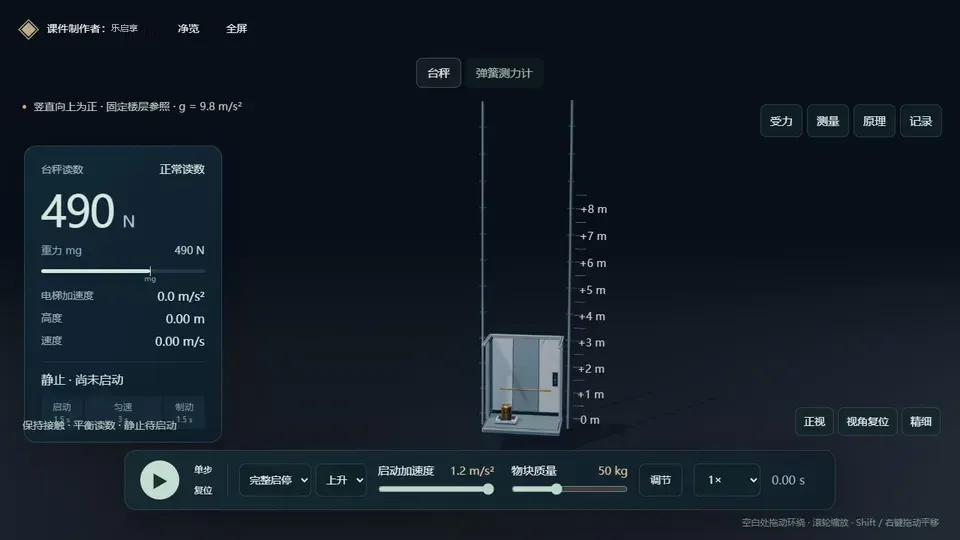 课件制作者：乐启享 净览 全屏
台秤 弹簧测力计
• 竖直向上为正 · 固定楼层参照 · g = 9.8 m/s²
受力 测量 原理 记录
台秤读数 正常读数
490 N
重力 mg 490 N
mg
电梯加速度 0.0 m/s²
高度 0.00 m
速度 0.00 m/s
静止 · 尚未启动
启动 匀速 制动
1.5 s 3 s 1.5 s
保持接触 · 平衡读数 · 静止待启动
+8 m
+7 m
+6 m
+5 m
+4 m
+3 m
+2 m
+1 m
0 m
正视 视角复位 精细
单步
复位
完整启停 上升
启动加速度 1.2 m/s²
物块质量 50 kg
调节 1× 0.00 s
空白处拖动环绕 · 滚轮缩放 · Shift / 右键拖动平移